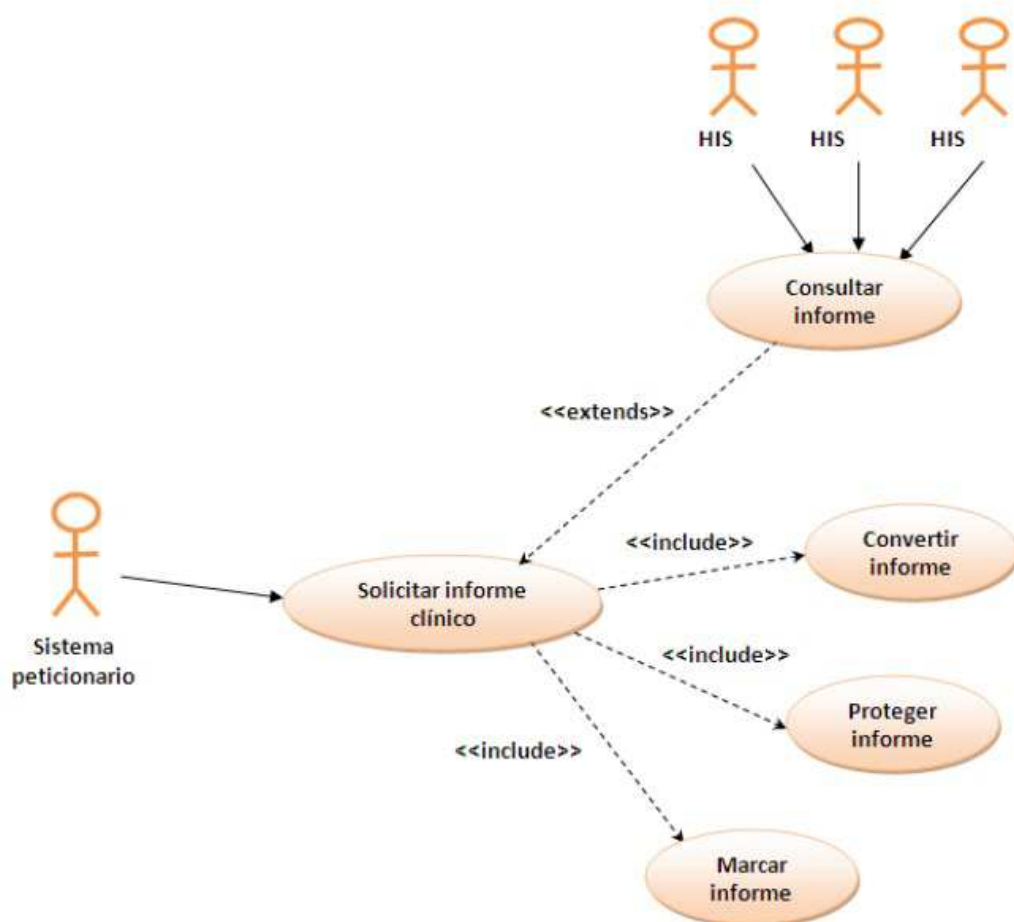 HIS
HIS
HIS
Consultar
informe
<<extends>>
<<include>>
Convertir
informe
Solicitar informe
clínico
Sistema
peticionario
<<include>>
Proteger
informe
<<include>>
Marcar
informe